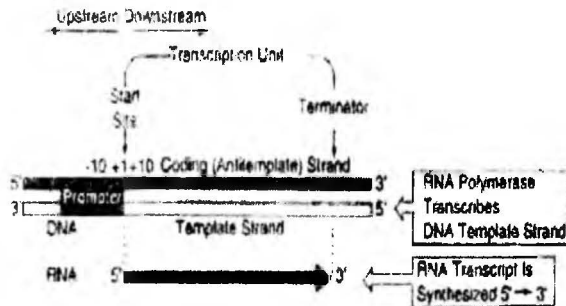 Upstream Downstream
Transcription Unit
Start
Site
Terminator
-10 +1 +10 Coding (Antitemplate) Strand
5' 3'
Promoter
3' 5'
DNA Template Strand
RNA 5' 3'
RNA Polymerase
Transcribes
DNA Template Strand
RNA Transcript Is
Synthesized 5' → 3'